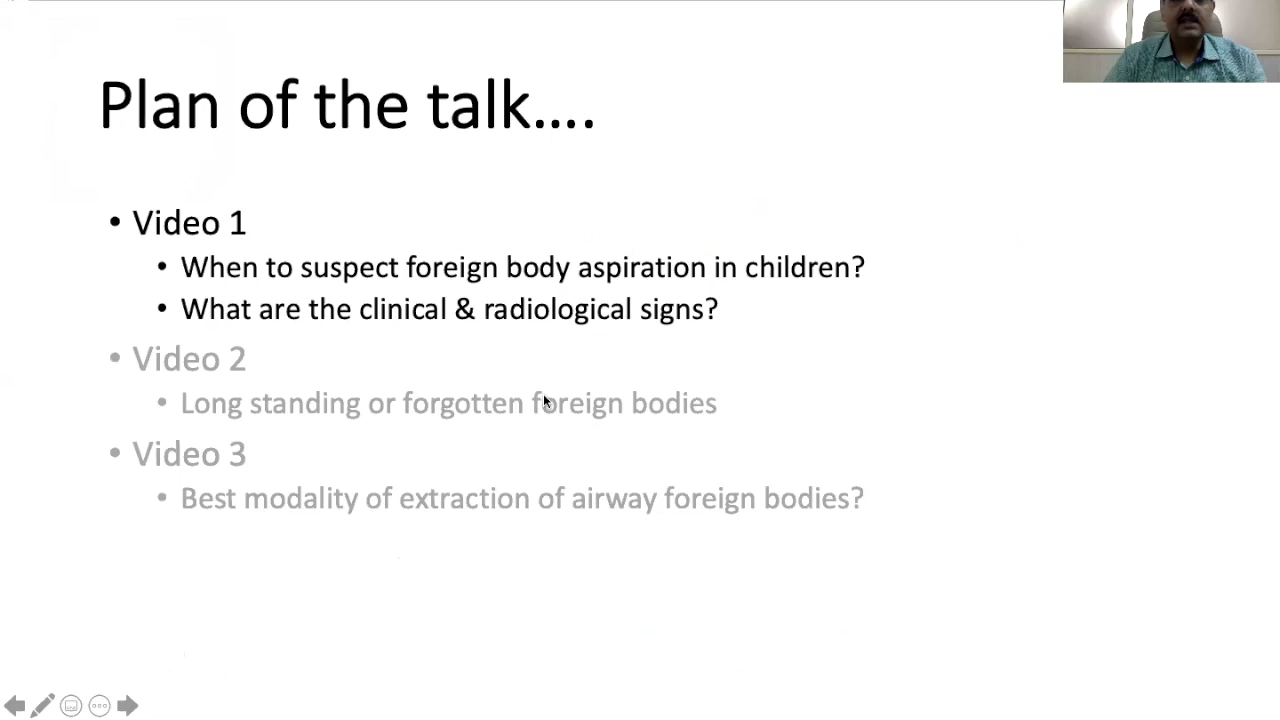 Plan of the talk....
• Video 1
• When to suspect foreign body aspiration in children?
• What are the clinical & radiological signs?
• Video 2
• Long standing or forgotten foreign bodies
• Video 3
• Best modality of extraction of airway foreign bodies?